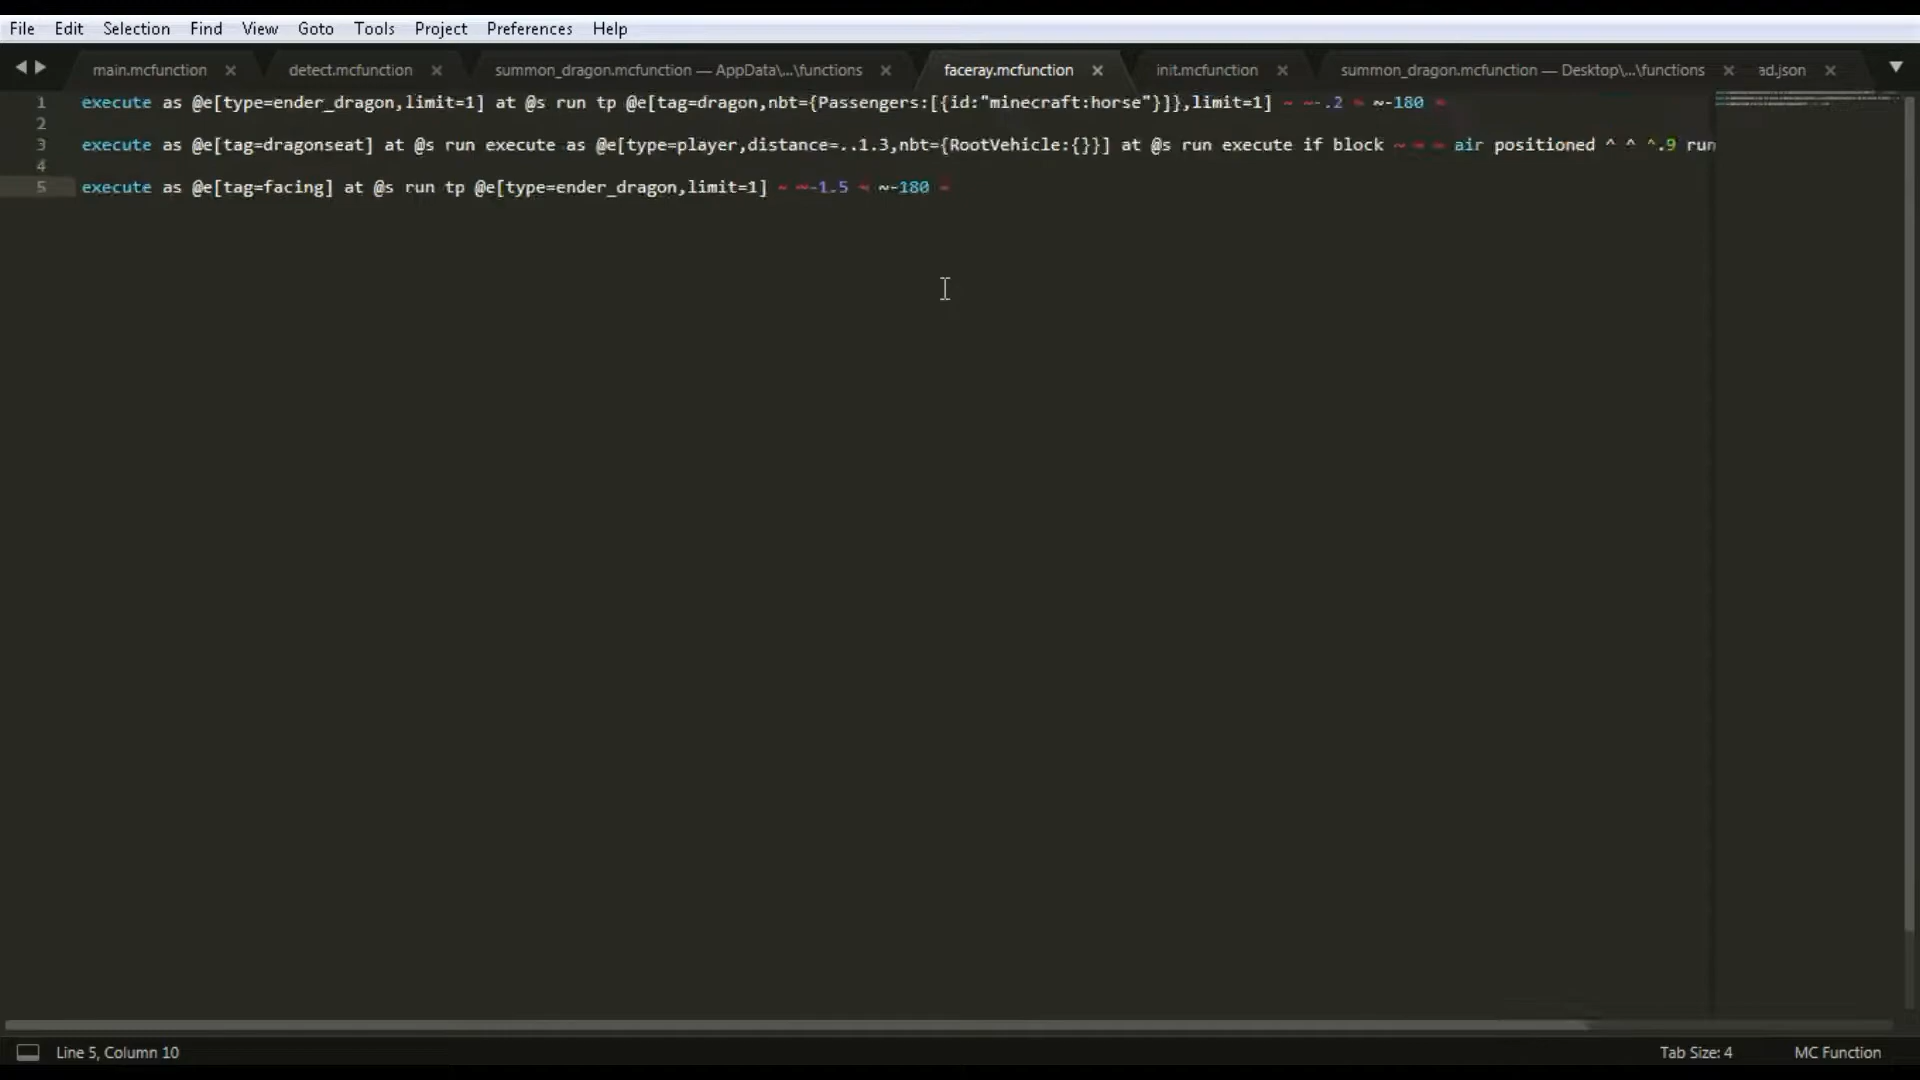 File Edit Selection Find View Goto Tools Project Preferences Help
main.mcfunction × detect.mcfunction × summon_dragon.mcfunction — AppData\...\functions × faceray.mcfunction × init.mcfunction × summon_dragon.mcfunction — Desktop\...\functions × ad.json ×
1 execute as @e[type=ender_dragon,limit=1] at @s run tp @e[tag=dragon,nbt={Passengers:[{id:"minecraft:horse"}]},limit=1] ~ ~-.2 ~ ~-180 ~
2
3 execute as @e[tag=dragonseat] at @s run execute as @e[type=player,distance=..1.3,nbt={RootVehicle:{}}] at @s run execute if block ~ ~ ~ air positioned ^ ^ ^.9 run
4
5 execute as @e[tag=facing] at @s run tp @e[type=ender_dragon,limit=1] ~ ~-1.5 ~ ~-180 ~
Line 5, Column 10 Tab Size: 4 MC Function